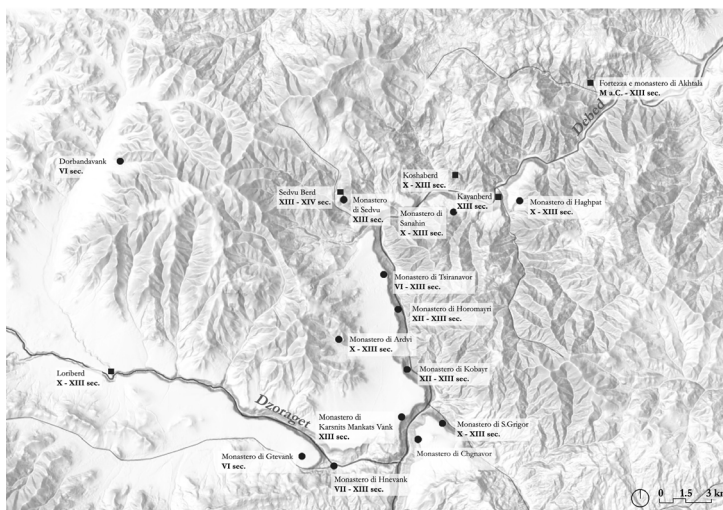 Fortezza e monastero di Akhtala
M a.C. - XIII sec.
Debed
Dorbandavank
VI sec.
Koshaberd
X - XIII sec.
Sedvu Berd
XIII - XIV sec.
Monastero
di Sedvu
XIII sec.
Kayanberd
XIII sec.
Monastero di
Sanahin
X - XIII sec.
Monastero di Haghpat
X - XIII sec.
Monastero di Tsiranavor
VI - XIII sec.
Monastero di Horomayri
XII - XIII sec.
Monastero di Ardvi
X - XIII sec.
Loriberd
X - XIII sec.
Monastero di Kobayr
XII - XIII sec.
Dzoraget
Monastero di
Karsnits Mankats Vank
XIII sec.
Monastero di S.Grigor
X - XIII sec.
Monastero di Chgnavor
Monastero di Gtevank
VI sec.
Monastero di Hnevank
VII - XIII sec.
0 1.5 3 km